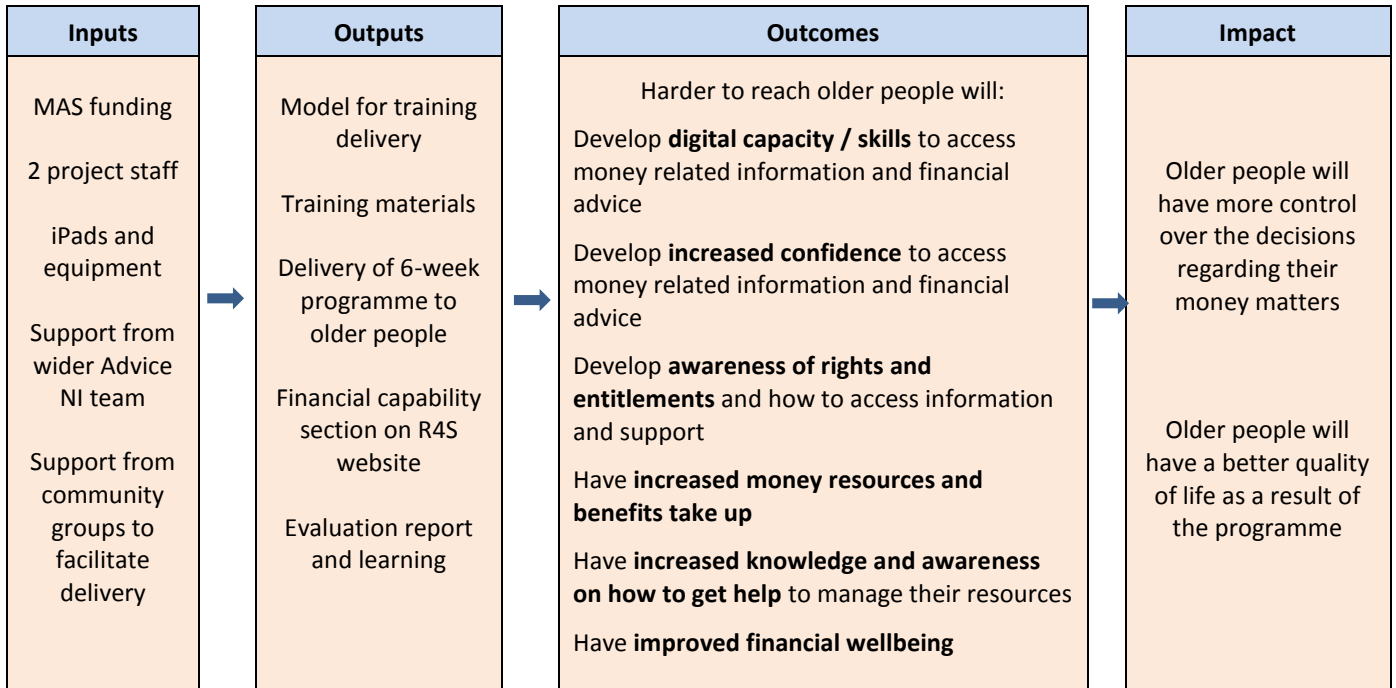 Inputs
MAS funding
2 project staff
iPads and
equipment
Support from
wider Advice
NI team
Support from
community
groups to
facilitate
delivery
Outputs
Model for training
delivery
Training materials
Delivery of 6-week
programme to
older people
Financial capability
section on R4S
website
Evaluation report
and learning
Outcomes
Harder to reach older people will:
Develop digital capacity / skills to access
money related information and financial
advice
Develop increased confidence to access
money related information and financial
advice
Develop awareness of rights and
entitlements and how to access information
and support
Have increased money resources and
benefits take up
Have increased knowledge and awareness
on how to get help to manage their resources
Have improved financial wellbeing
Impact
Older people will
have more control
over the decisions
regarding their
money matters
Older people will
have a better quality
of life as a result of
the programme